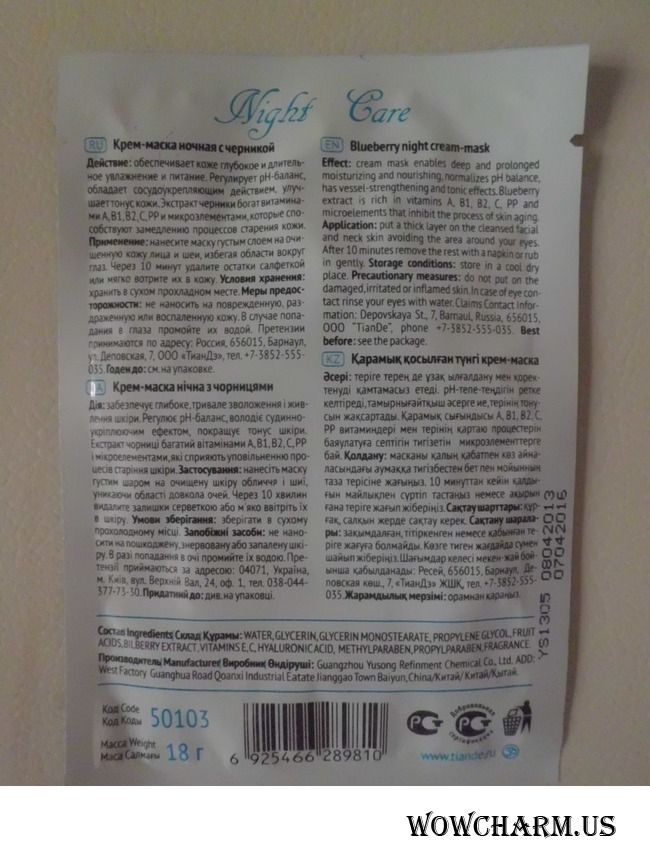 Night Care
RU Крем-маска ночная с черникой
Действие: обеспечивает коже глубокое и длитель-
ное увлажнение и питание. Регулирует pH-баланс,
обладает сосудоукрепляющим действием, улуч-
шает тонус кожи. Экстракт черники богат витамина-
ми А, В1, В2, С, РР и микроэлементами, которые спо-
собствуют замедлению процессов старения кожи.
Применение: нанесите маску густым слоем на очи-
щенную кожу лица и шеи, избегая области вокруг
глаз. Через 10 минут удалите остатки салфеткой
или мягко вотрите их в кожу. Условия хранения:
хранить в сухом прохладном месте. Меры предос-
торожности: не наносить на поврежденную, раз-
драженную или воспаленную кожу. В случае попа-
дания в глаза промойте их водой. Претензии
принимаются по адресу: Россия, 656015, Барнаул,
ул. Деповская, 7, ООО «ТианДэ», тел. +7-3852-555-
035. Годен до: см. на упаковке.
UA Крем-маска нічна з чорницями
Дія: забезпечує глибоке, тривале зволоження і жив-
лення шкіри. Регулює pH-баланс, володіє судинно-
укріплюючим ефектом, покращує тонус шкіри.
Екстракт чорниці багатий вітамінами А, В1, В2, С, РР
і мікроелементами, які сприяють уповільненню про-
цесів старіння шкіри. Застосування: нанесіть маску
густим шаром на очищену шкіру обличчя і шиї,
уникаючи області довкола очей. Через 10 хвилин
видалите залишки серветкою або м'яко ввітріть їх
в шкіру. Умови зберігання: зберігати в сухому
прохолодному місці. Запобіжні засоби: не нано-
сити на пошкоджену, знервовану або запалену шкі-
ру. В разі попадання в очі промийте їх водою. Пре-
тензії приймаються за адресою: 04071, Украина,
м. Київ, вул. Верхній Вал, 24, оф. 1, тел. 038-044-
377-73-30. Придатний до: див. на упаковці.
EN Blueberry night cream-mask
Effect: cream mask enables deep and prolonged
moisturizing and nourishing, normalizes pH balance,
has vessel-strengthening and tonic effects. Blueberry
extract is rich in vitamins A, B1, B2, C, PP and
microelements that inhibit the process of skin aging.
Application: put a thick layer on the cleansed facial
and neck skin avoiding the area around your eyes.
After 10 minutes remove the rest with a napkin or rub
in gently. Storage conditions: store in a cool dry
place. Precautionary measures: do not put on the
damaged, irritated or inflamed skin. In case of eye con-
tact rinse your eyes with water. Claims Contact Infor-
mation: Depovskaya St., 7, Barnaul, Russia, 656015,
OOO "TianDe", phone +7-3852-555-035. Best
before: see the package.
KZ Қарамық қосылған түнгі крем-маска
Әсері: теріге терең де ұзақ ылғалдану мен қорек-
тенуді қамтамасыз етеді. pH-тепе-теңдігін ретке
келтіреді, тамырнығайтқыш әсерге ие, терінің тону-
сын жақсартады. Қарамық сығындысы А, В1, В2, С,
РР витаминдері мен терінің қартаю процестерін
баяулатуға септігін тигізетін микроэлементтерге
бай. Қолдану: масканы қалың қабатпен көз айна-
ласындағы аумаққа тигізбестен бет пен мойынның
таза терісіне жағыңыз. 10 минуттан кейін қалды-
ғын майлықпен сүртіп тастаңыз немесе ақырын
ғана теріге жағып жіберіңіз. Сақтау шарттары: құр-
ғақ, салқын жерде сақтау керек. Сақтану шарала-
ры: зақымдалған, тітіркенген немесе қабынған те-
ріге жағуға болмайды. Көзге тиген жағдайда сумен
шайып жіберіңіз. Шағымдар келесі мекен-жай бой-
ынша қабылданады: Ресей, 656015, Барнаул, Де-
повская көш., 7, «ТианДэ» ЖШҚ, тел. +7-3852-555-
035. Жарамдылық мерзімі: орамнан қараңыз.
YS1305 08042013
07042016
Состав Ingredients Склад Құрамы: WATER, GLYCERIN, GLYCERIN MONOSTEARATE, PROPYLENE GLYCOL, FRUIT
ACIDS, BILBERRY EXTRACT, VITAMINS E, C, HYALURONIC ACID, METHYLPARABEN, PROPYLPARABEN, FRAGRANCE.
Производитель Manufacturer Виробник Өндіруші: Guangzhou Yusong Refinment Chemical Co., Ltd. ADD:
West Factory Guanghua Road Qoanxi Industrial Eatate Jianggao Town Baiyun, China/Китай/Китай/Қытай.
Код Code
Код Коды 50103
Масса Weight
Маса Салмағы 18 г
6 925466 289810
РСТ
Добровольная
РСТ
сертификация
www.tiande.ru
WOWCHARM.US